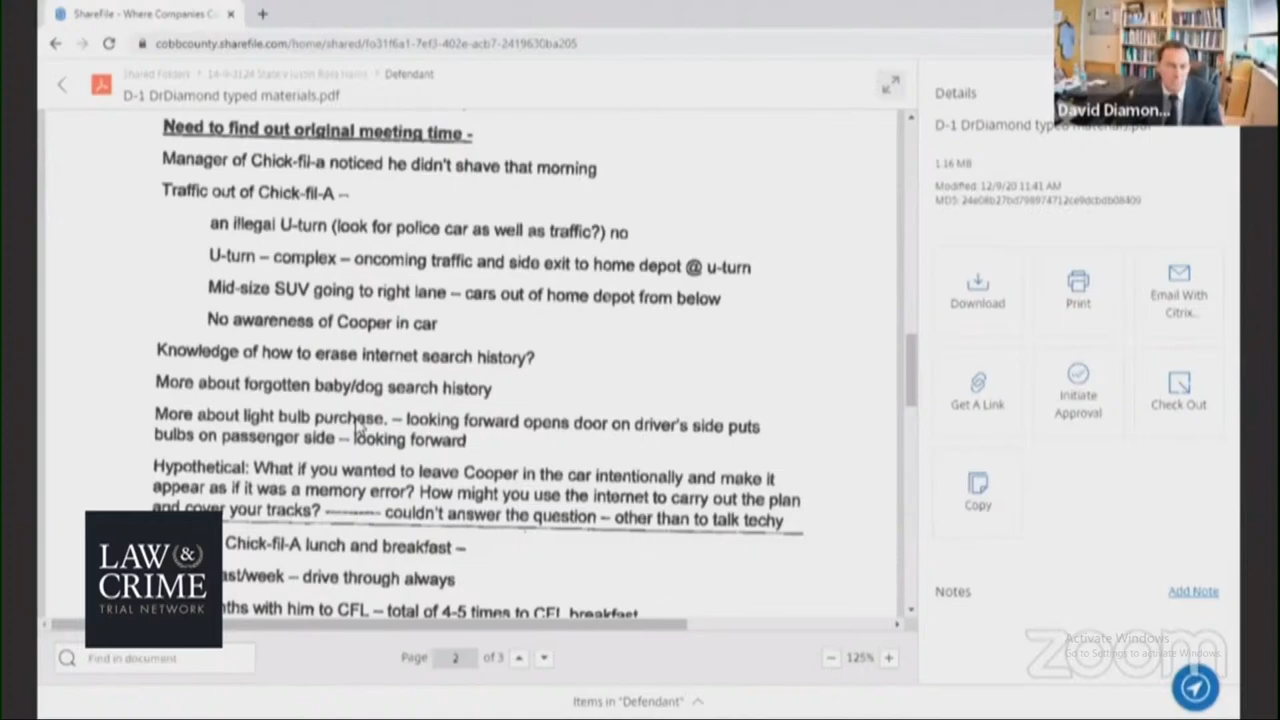 ShareFile - Where Companies Co
cobbcounty.sharefile.com/home/shared/fo31f6a1-7ef3-402e-acb7-2419630ba205
Shared Folders
Defendant
D-1 DrDiamond typed materials.pdf
Need to find out original meeting time -
Manager of Chick-fil-a noticed he didn't shave that morning
Traffic out of Chick-fil-A –
an illegal U-turn (look for police car as well as traffic?) no
U-turn – complex – oncoming traffic and side exit to home depot @ u-turn
Mid-size SUV going to right lane – cars out of home depot from below
No awareness of Cooper in car
Knowledge of how to erase internet search history?
More about forgotten baby/dog search history
More about light bulb purchase. – looking forward opens door on driver's side puts
bulbs on passenger side – looking forward
Hypothetical: What if you wanted to leave Cooper in the car intentionally and make it
appear as if it was a memory error? How might you use the internet to carry out the plan
and cover your tracks? ——— couldn't answer the question – other than to talk techy
Chick-fil-A lunch and breakfast –
ast/week – drive through always
nths with him to CFL – total of 4-5 times to CFL breakfast
LAW &
CRIME
TRIAL NETWORK
Find in document
Page 2 of 3
125%
Items in "Defendant"
David Diamon...
Details
D-1 DrDiamond typed materials.pdf
1.16 MB
Modified: 12/9/20 11:41 AM
Download
Print
Email With
Citrix...
Get A Link
Initiate
Approval
Check Out
Copy
Notes
Add Note
Activate Windows
Go to Settings to activate Windows.
zoom